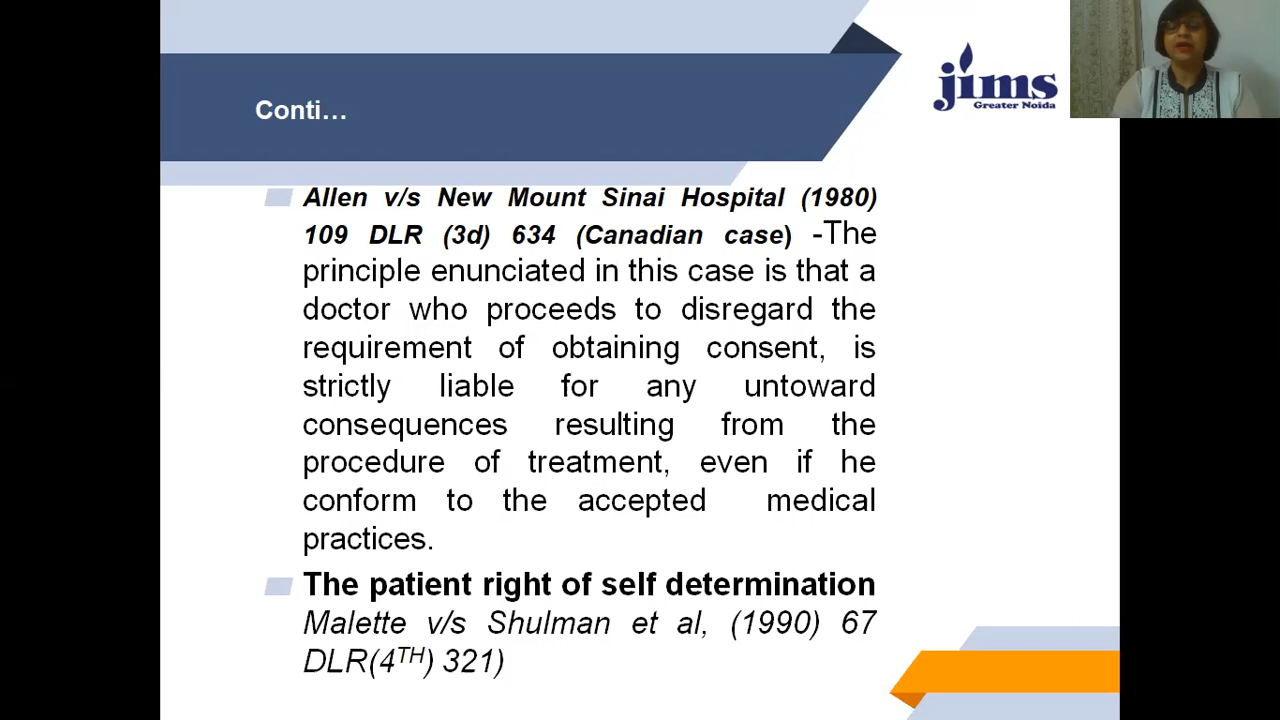 Conti…
jims
Greater Noida
Allen v/s New Mount Sinai Hospital (1980)
109 DLR (3d) 634 (Canadian case) -The
principle enunciated in this case is that a
doctor who proceeds to disregard the
requirement of obtaining consent, is
strictly liable for any untoward
consequences resulting from the
procedure of treatment, even if he
conform to the accepted medical
practices.
The patient right of self determination
Malette v/s Shulman et al, (1990) 67
DLR(4TH) 321)